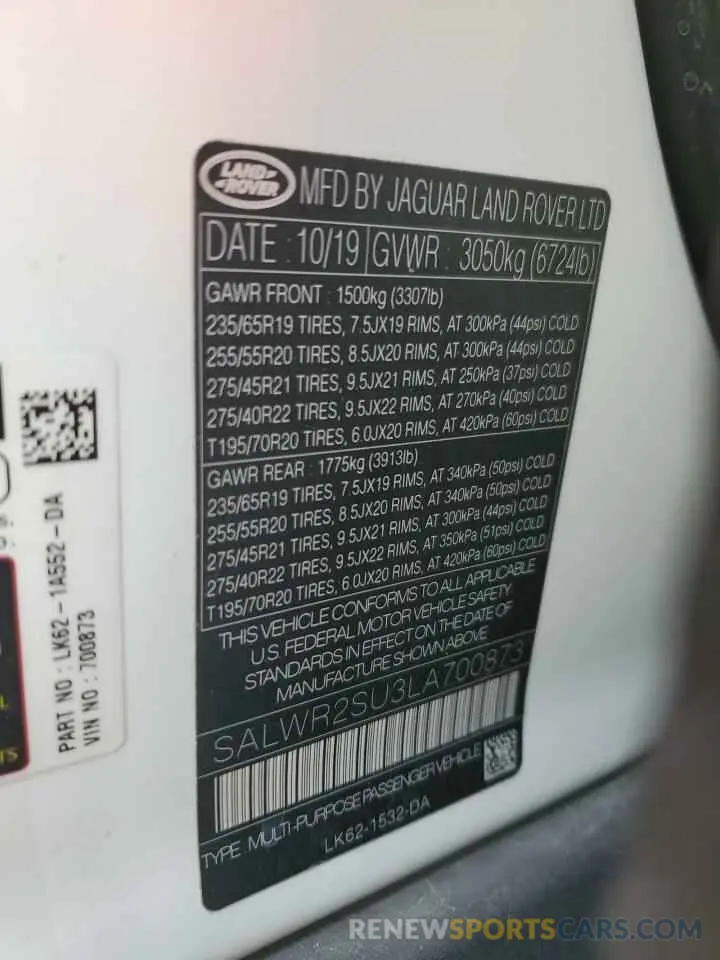 LAND ROVER
MFD BY JAGUAR LAND ROVER LTD
DATE : 10/19 GVWR : 3050kg (6724lb)
GAWR FRONT : 1500kg (3307lb)
235/65R19 TIRES, 7.5JX19 RIMS, AT 300kPa (44psi) COLD
255/55R20 TIRES, 8.5JX20 RIMS, AT 300kPa (44psi) COLD
275/45R21 TIRES, 9.5JX21 RIMS, AT 250kPa (37psi) COLD
275/40R22 TIRES, 9.5JX22 RIMS, AT 270kPa (40psi) COLD
T195/70R20 TIRES, 6.0JX20 RIMS, AT 420kPa (60psi) COLD
GAWR REAR : 1775kg (3913lb)
235/65R19 TIRES, 7.5JX19 RIMS, AT 340kPa (50psi) COLD
255/55R20 TIRES, 8.5JX20 RIMS, AT 340kPa (50psi) COLD
275/45R21 TIRES, 9.5JX21 RIMS, AT 300kPa (44psi) COLD
275/40R22 TIRES, 9.5JX22 RIMS, AT 350kPa (51psi) COLD
T195/70R20 TIRES, 6.0JX20 RIMS, AT 420kPa (60psi) COLD
THIS VEHICLE CONFORMS TO ALL APPLICABLE
U.S. FEDERAL MOTOR VEHICLE SAFETY
STANDARDS IN EFFECT ON THE DATE OF
MANUFACTURE SHOWN ABOVE
SALWR2SU3LA700873
TYPE: MULTI-PURPOSE PASSENGER VEHICLE
LK62-1532-DA
PART NO : LK62-1A552-DA
VIN NO : 700873
RENEWSPORTSCARS.COM